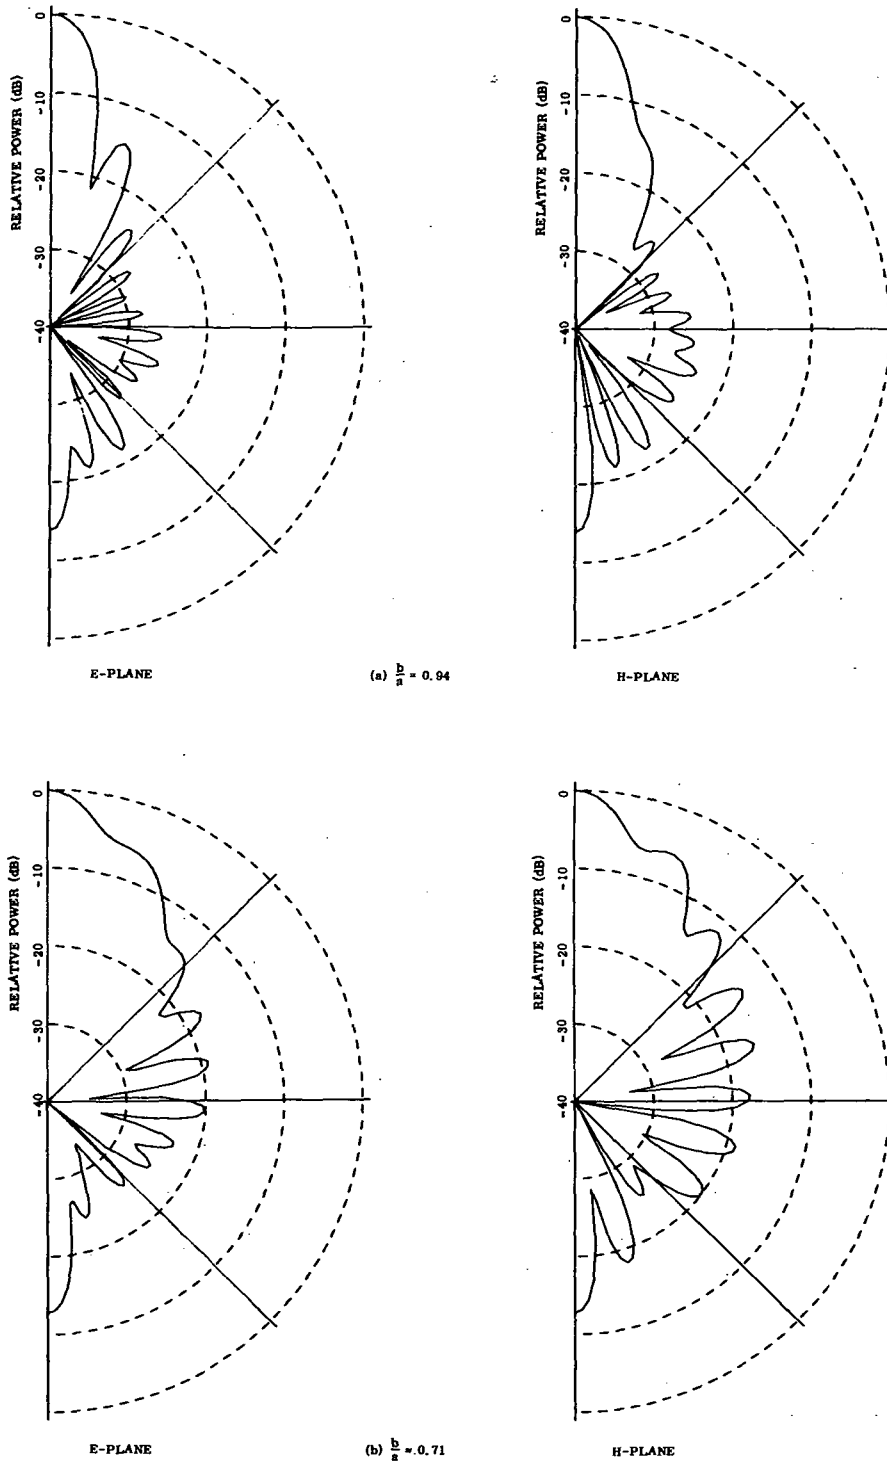 0
-10
-20
-30
-40
RELATIVE POWER (dB)
0
-10
-20
-30
-40
RELATIVE POWER (dB)
E-PLANE
(a) b/a = 0.94
H-PLANE
0
-10
-20
-30
-40
RELATIVE POWER (dB)
0
-10
-20
-30
-40
RELATIVE POWER (dB)
E-PLANE
(b) b/a = .0.71
H-PLANE